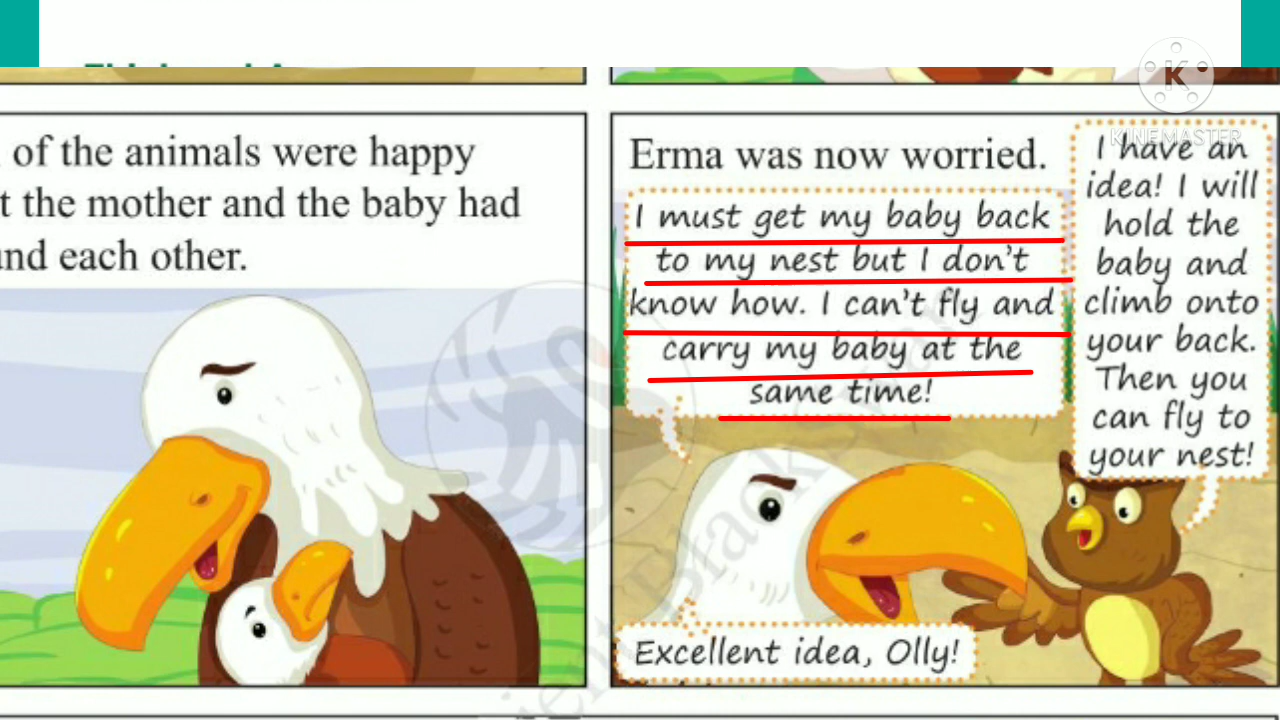 of the animals were happy
the mother and the baby had
each other.
Erma was now worried.
I must get my baby back
to my nest but I don't
know how. I can't fly and
carry my baby at the
same time!
I have an
idea! I will
hold the
baby and
climb onto
your back.
Then you
can fly to
your nest!
Excellent idea, Olly!
KINEMASTER